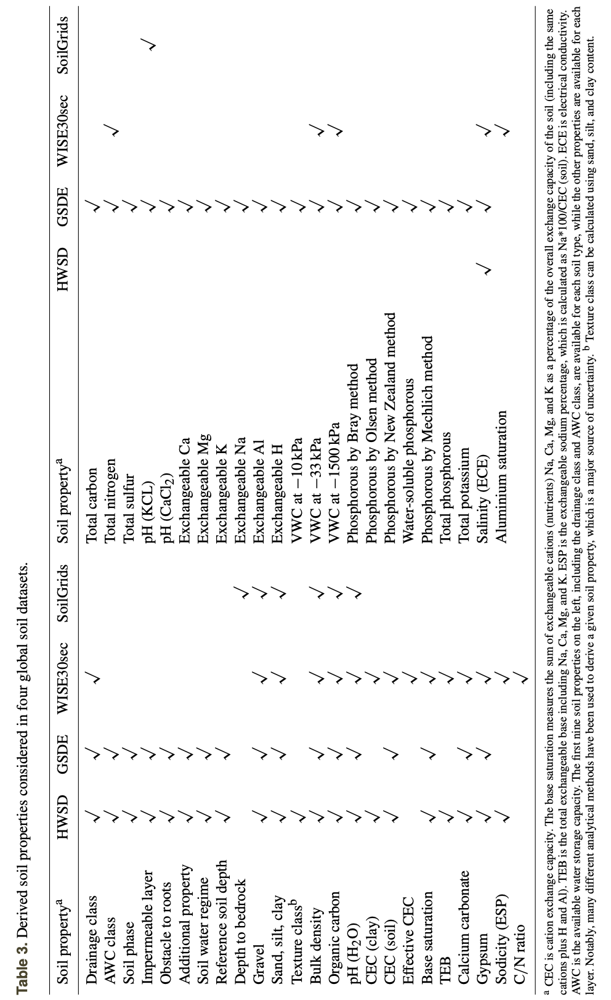 Table 3. Derived soil properties considered in four global soil datasets.
Soil propertyᵃ HWSD GSDE WISE30sec SoilGrids Soil propertyᵃ HWSD GSDE WISE30sec SoilGrids
Drainage class √ √ √ Total carbon √
AWC class √ √ Total nitrogen √ √
Soil phase √ √ Total sulfur √
Impermeable layer √ √ pH (KCL) √ √
Obstacle to roots √ √ pH (CaCl₂) √
Additional property √ √ Exchangeable Ca √
Soil water regime √ √ Exchangeable Mg √
Reference soil depth √ √ Exchangeable K √
Depth to bedrock √ Exchangeable Na √
Gravel √ √ √ √ Exchangeable Al √
Sand, silt, clay √ √ √ √ Exchangeable H √
Texture classᵇ √ VWC at −10 kPa √
Bulk density √ √ √ √ VWC at −33 kPa √ √
Organic carbon √ √ √ √ VWC at −1500 kPa √ √
pH (H₂O) √ √ √ √ Phosphorous by Bray method √
CEC (clay) √ √ Phosphorous by Olsen method √
CEC (soil) √ √ √ Phosphorous by New Zealand method √
Effective CEC √ Water-soluble phosphorous √
Base saturation √ √ √ Phosphorous by Mechlich method √
TEB √ √ Total phosphorous √
Calcium carbonate √ √ √ Total potassium √
Gypsum √ √ √ Salinity (ECE) √ √ √
Sodicity (ESP) √ √ Aluminium saturation √
C/N ratio √
ᵃ CEC is cation exchange capacity. The base saturation measures the sum of exchangeable cations (nutrients) Na, Ca, Mg, and K as a percentage of the overall exchange capacity of the soil (including the same
cations plus H and Al). TEB is the total exchangeable base including Na, Ca, Mg, and K. ESP is the exchangeable sodium percentage, which is calculated as Na*100/CEC (soil). ECE is electrical conductivity.
AWC is the available water storage capacity. The first nine soil properties on the left, including the drainage class and AWC class, are available for each soil type, while the other properties are available for each
layer. Notably, many different analytical methods have been used to derive a given soil property, which is a major source of uncertainty. ᵇ Texture class can be calculated using sand, silt, and clay content.